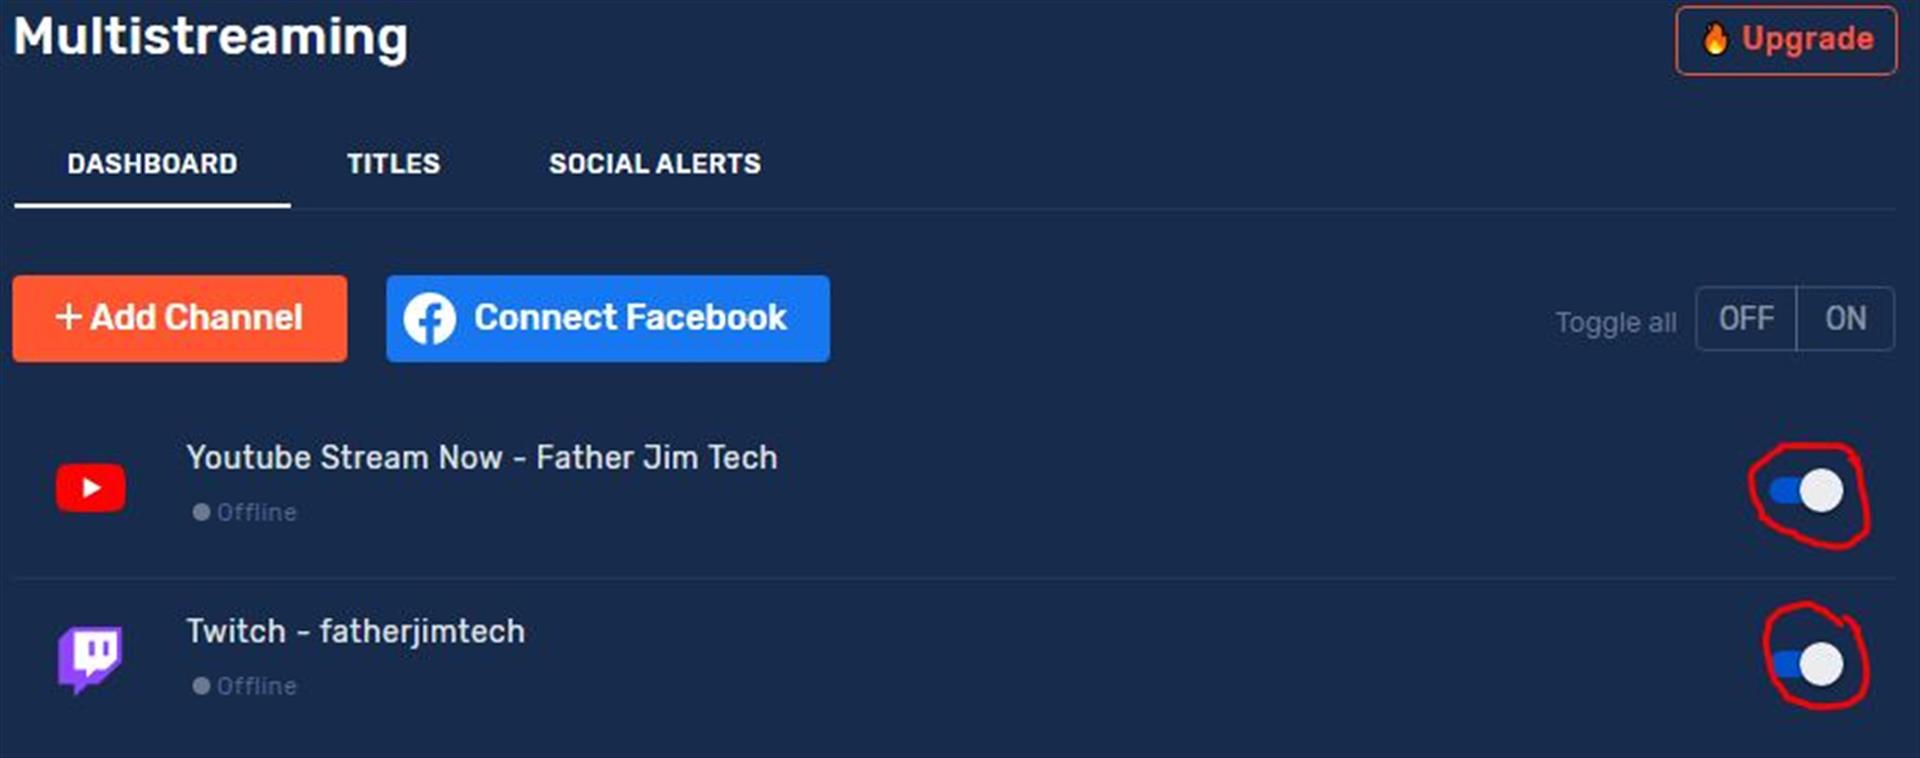 Multistreaming
Upgrade
DASHBOARD TITLES SOCIAL ALERTS
+ Add Channel
Connect Facebook
Toggle all OFF ON
Youtube Stream Now - Father Jim Tech
Offline
Twitch - fatherjimtech
Offline